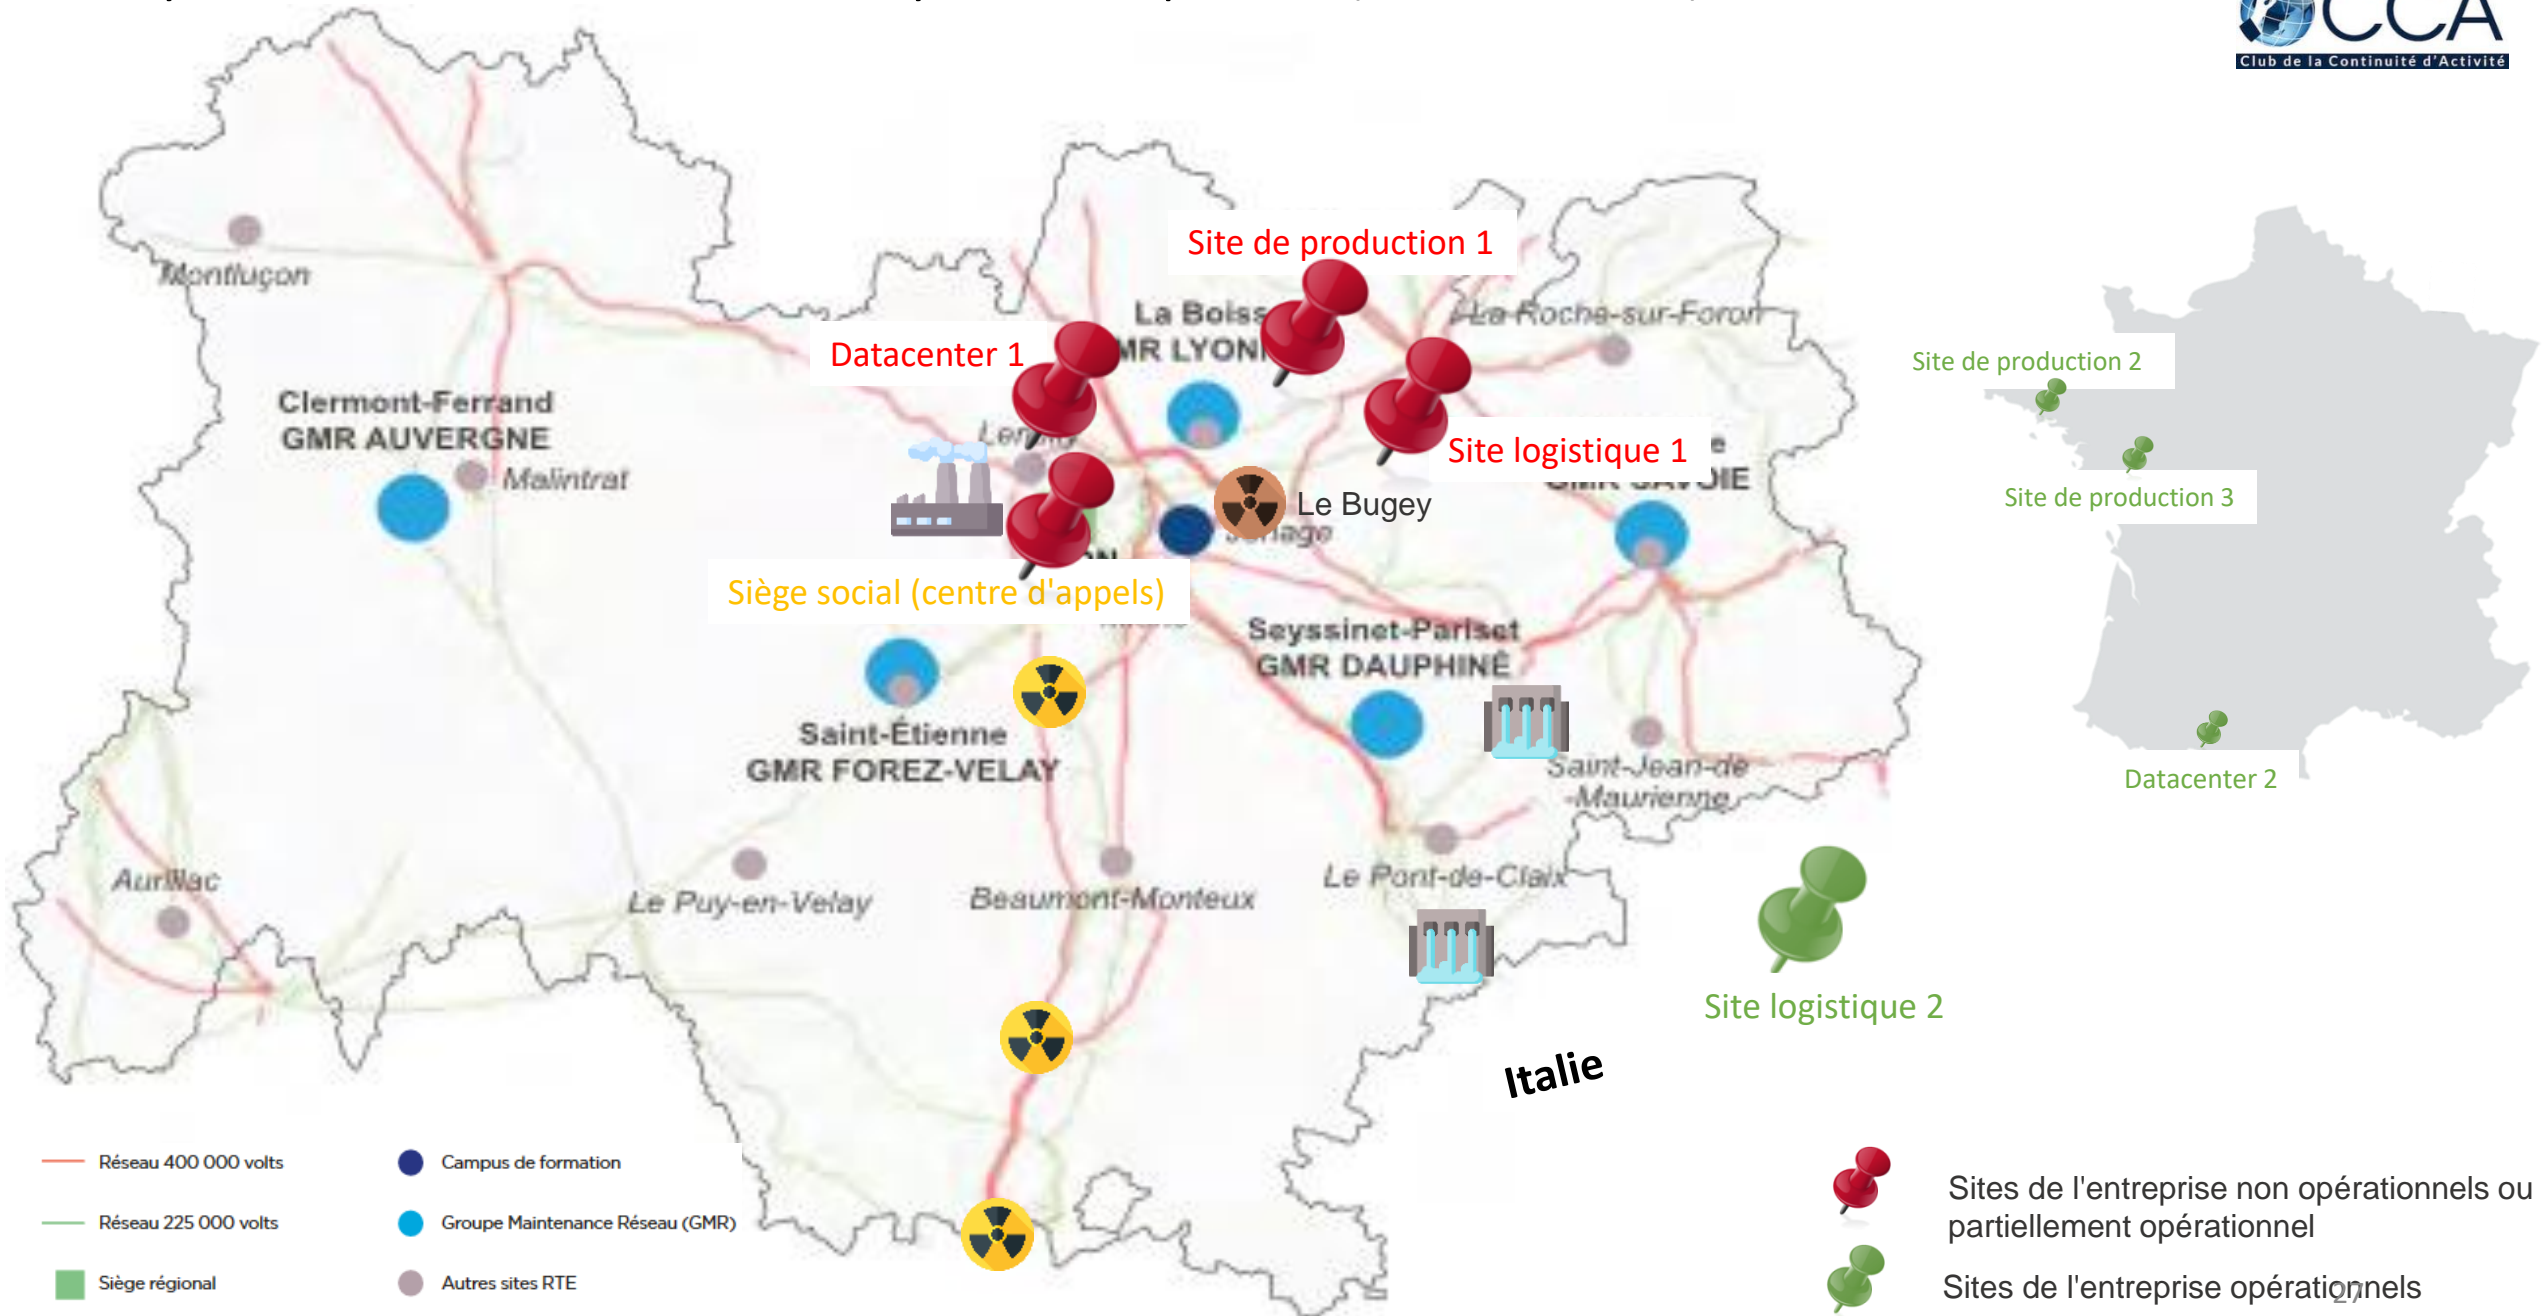 CCA
Club de la Continuité d'Activité
Site de production 1
Montluçon
La Boiss
La-Roche-sur-Foron
Datacenter 1
MR LYON
Site de production 2
Clermont-Ferrand
GMR AUVERGNE
Site logistique 1
GMR SAVOIE
Malintrat
Le Bugey
Site de production 3
Siège social (centre d'appels)
Seyssinet-Pariset
GMR DAUPHINÉ
Saint-Étienne
GMR FOREZ-VELAY
Saint-Jean-de
-Maurienne
Datacenter 2
Aurillac
Le Puy-en-Velay
Beaumont-Monteux
Le Pont-de-Claix
Site logistique 2
Italie
Réseau 400 000 volts
Campus de formation
Réseau 225 000 volts
Groupe Maintenance Réseau (GMR)
Siège régional
Autres sites RTE
Sites de l'entreprise non opérationnels ou
partiellement opérationnel
Sites de l'entreprise opérationnels
27